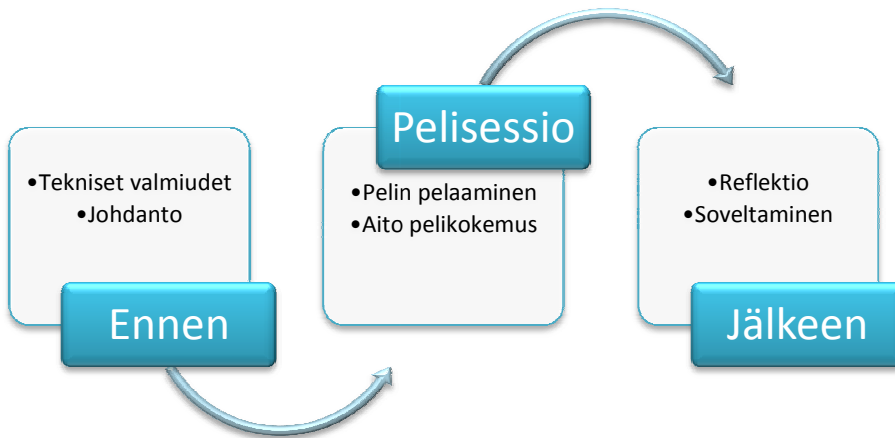 •Tekniset valmiudet
•Johdanto
Ennen
Pelisessio
•Pelin pelaaminen
•Aito pelikokemus
•Reflektio
•Soveltaminen
Jälkeen